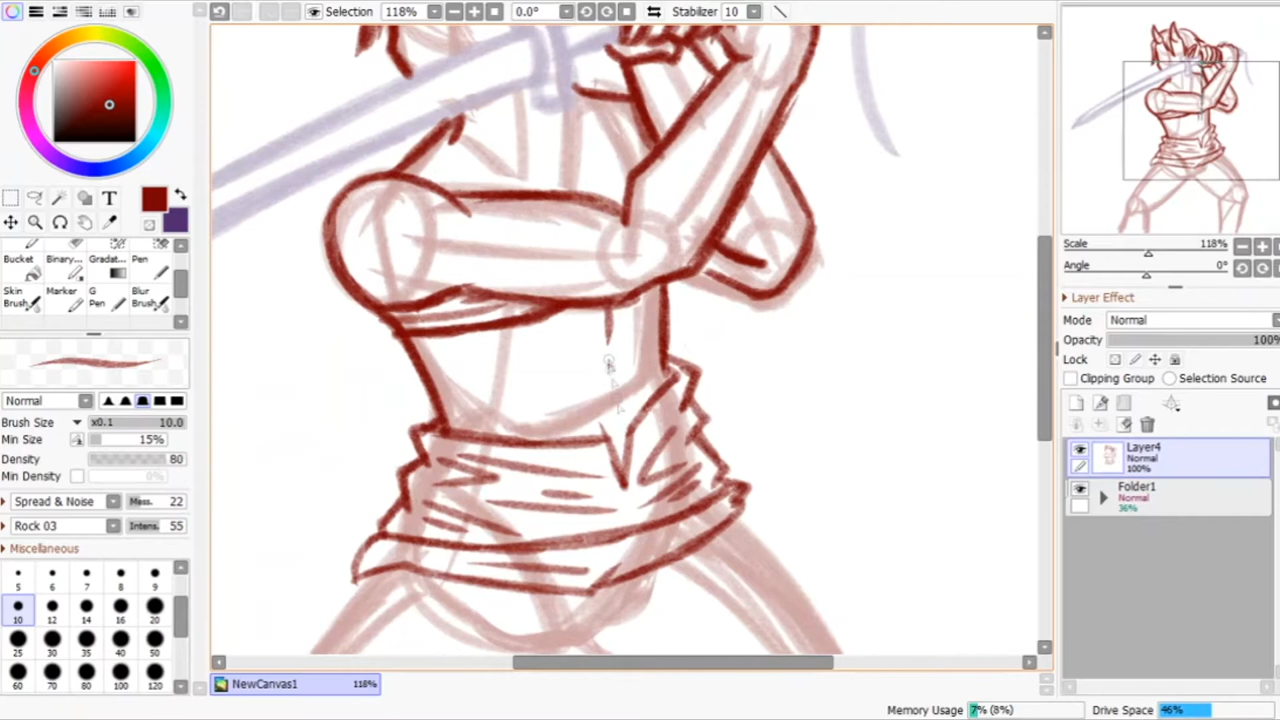 Selection 118% 0.0° Stabilizer 10
T
Bucket Binary... Gradat... Pen
Skin Brush Marker G Pen Blur Brush
Normal
Brush Size x0.1 10.0
Min Size 15%
Density 80
Min Density 0%
Spread & Noise Mess. 22
Rock 03 Intens. 55
Miscellaneous
5 6 7 8 9
10 12 14 16 20
25 30 35 40 50
60 70 80 100 120
NewCanvas1 118%
Scale 118%
Angle 0°
Layer Effect
Mode Normal
Opacity 100%
Lock
Clipping Group Selection Source
Layer4
Normal
100%
Folder1
Normal
36%
Memory Usage 7% (8%) Drive Space 46%